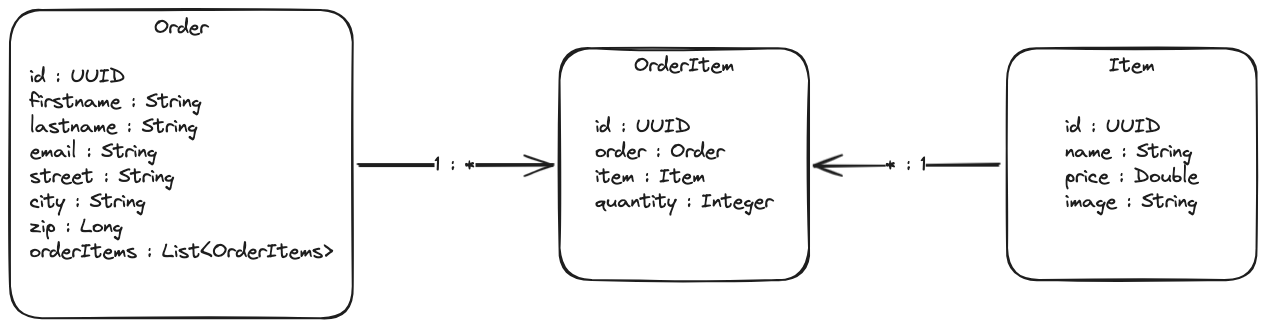 Order
id : UUID
firstname : String
lastname : String
email : String
street : String
city : String
zip : Long
orderItems : List<OrderItems>
1 : *
OrderItem
id : UUID
order : Order
item : Item
quantity : Integer
* : 1
Item
id : UUID
name : String
price : Double
image : String